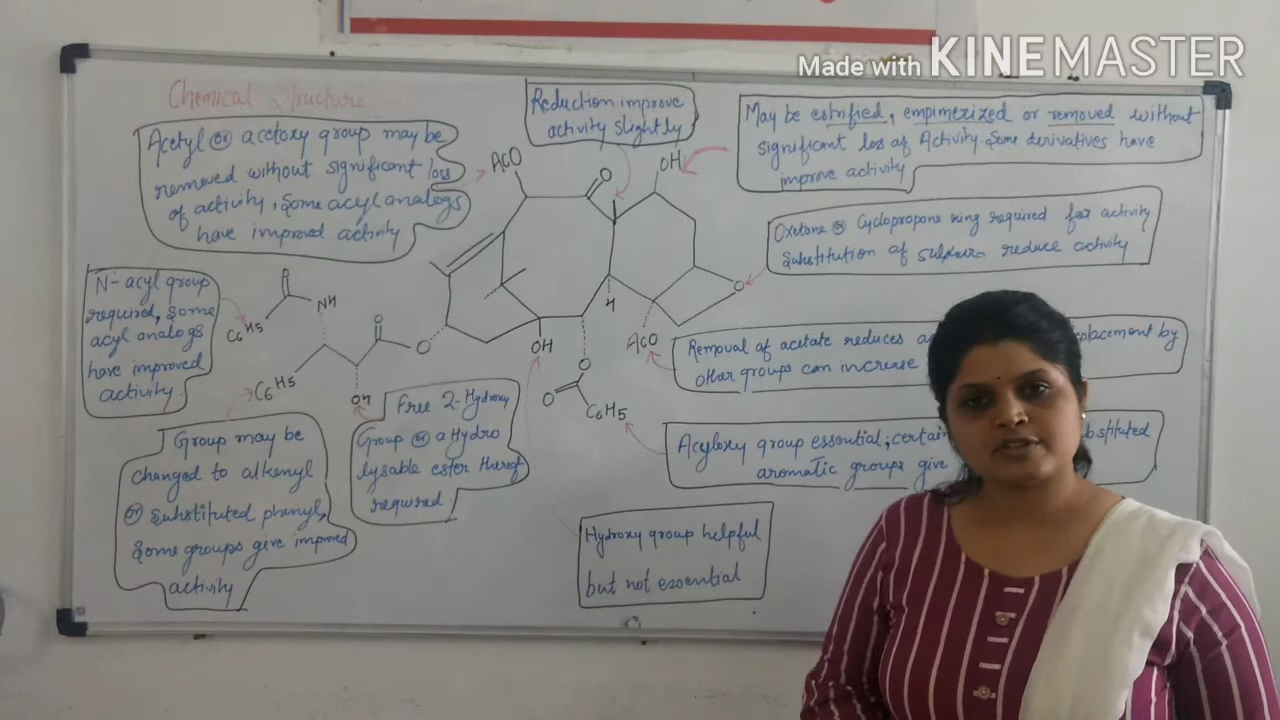 Made with KINEMASTER
Chemical Structure
Acetyl or acetoxy group may be
removed without significant loss
of activity, some acyl analogs
have improved activity
Reduction improve
activity slightly
May be estrified, empimerized or removed without
significant loss of Activity some derivatives have
improve activity
Oxetane or Cyclopropane ring required for activity
Substitution of sulphur reduce activity
N-acyl group
required, some
acyl analogs
have improved
activity.
Removal of acetate reduces
placement by
other groups can increase
Acyloxy group essential; certain
bstituted
aromatic groups give
Group may be
changed to alkenyl
or substituted phenyl,
some groups give improved
activity
Free 2-Hydroxy
Group or a Hydro
lysable ester thereof
required
Hydroxy group helpful
but not essential
AcO
O
OH
O
H
AcO
OH
O
O
C6H5
O
O
OH
C6H5
NH
O
C6H5